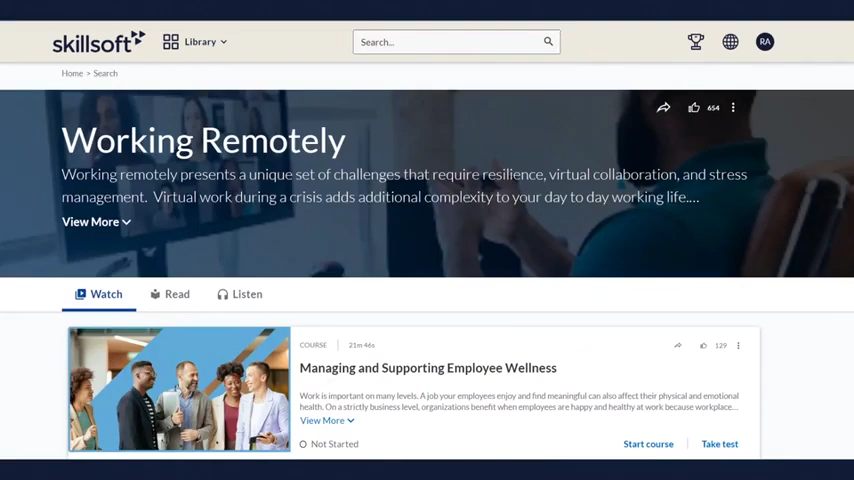 skillsoft
Library
Search...
RA
Home > Search
654
Working Remotely
Working remotely presents a unique set of challenges that require resilience, virtual collaboration, and stress
management. Virtual work during a crisis adds additional complexity to your day to day working life....
View More
Watch
Read
Listen
COURSE
21m 46s
129
Managing and Supporting Employee Wellness
Work is important on many levels. A job your employees enjoy and find meaningful can also affect their physical and emotional
health. On a strictly business level, organizations benefit when employees are happy and healthy at work because workplace...
View More
Not Started
Start course
Take test